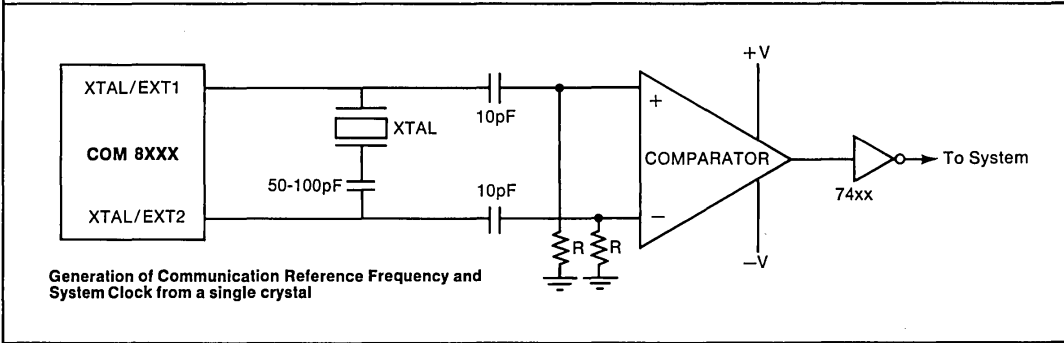 +V
XTAL/EXT1
10pF
+
XTAL
COM 8XXX
COMPARATOR
To System
50-100pF
10pF
74xx
XTAL/EXT2
−
R
R
−V
Generation of Communication Reference Frequency and
System Clock from a single crystal